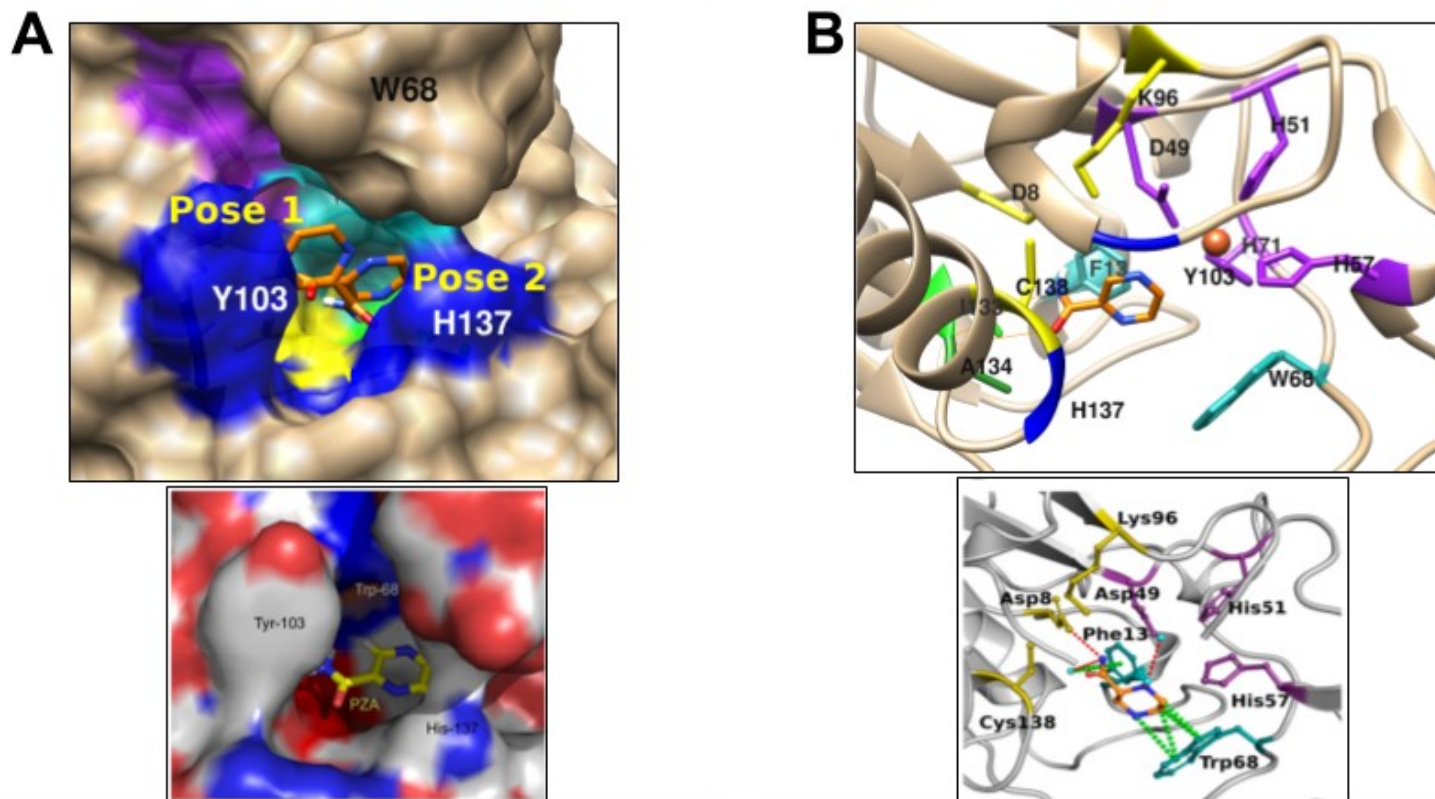 A
W68
Pose 1
Pose 2
Y103
H137
Trp-68
Tyr-103
PZA
His-137
B
K96
H51
D49
D8
H71
F13
H57
Y103
C138
I133
A134
W68
H137
Lys96
Asp49
Asp8
His51
Phe13
His57
Cys138
Trp68